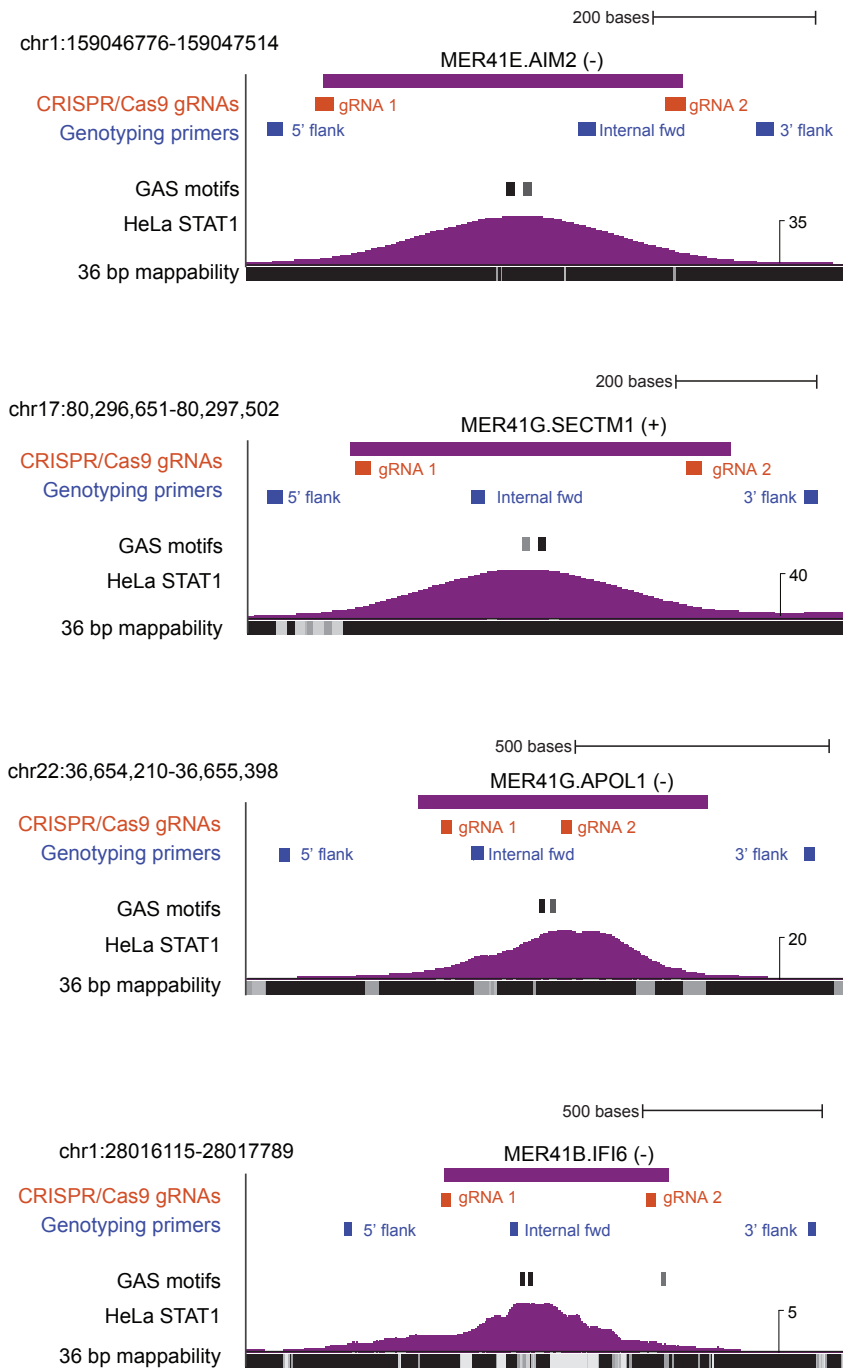 200 bases
chr1:159046776-159047514
MER41E.AIM2 (-)
CRISPR/Cas9 gRNAs gRNA 1 gRNA 2
Genotyping primers 5' flank Internal fwd 3' flank
GAS motifs
HeLa STAT1 35
36 bp mappability
200 bases
chr17:80,296,651-80,297,502
MER41G.SECTM1 (+)
CRISPR/Cas9 gRNAs gRNA 1 gRNA 2
Genotyping primers 5' flank Internal fwd 3' flank
GAS motifs
HeLa STAT1 40
36 bp mappability
500 bases
chr22:36,654,210-36,655,398
MER41G.APOL1 (-)
CRISPR/Cas9 gRNAs gRNA 1 gRNA 2
Genotyping primers 5' flank Internal fwd 3' flank
GAS motifs
HeLa STAT1 20
36 bp mappability
500 bases
chr1:28016115-28017789
MER41B.IFI6 (-)
CRISPR/Cas9 gRNAs gRNA 1 gRNA 2
Genotyping primers 5' flank Internal fwd 3' flank
GAS motifs
HeLa STAT1 5
36 bp mappability